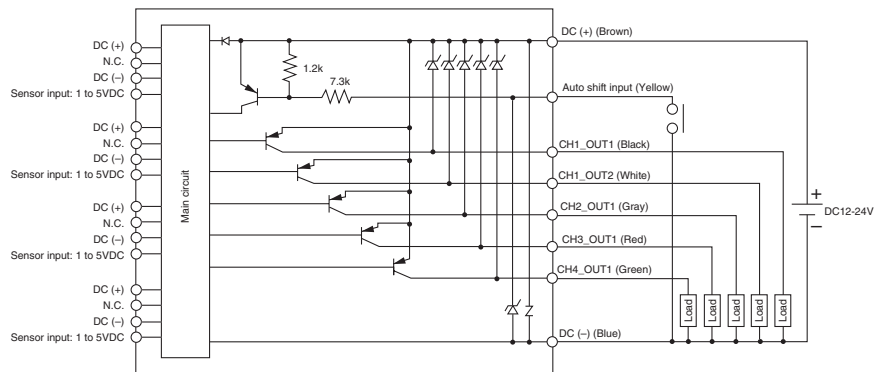 DC (+)
N.C.
DC (–)
Sensor input: 1 to 5VDC
DC (+)
N.C.
DC (–)
Sensor input: 1 to 5VDC
DC (+)
N.C.
DC (–)
Sensor input: 1 to 5VDC
DC (+)
N.C.
DC (–)
Sensor input: 1 to 5VDC
Main circuit
1.2k
7.3k
DC (+) (Brown)
Auto shift input (Yellow)
CH1_OUT1 (Black)
CH1_OUT2 (White)
CH2_OUT1 (Gray)
CH3_OUT1 (Red)
CH4_OUT1 (Green)
DC (–) (Blue)
Load
Load
Load
Load
Load
+
DC12-24V
–